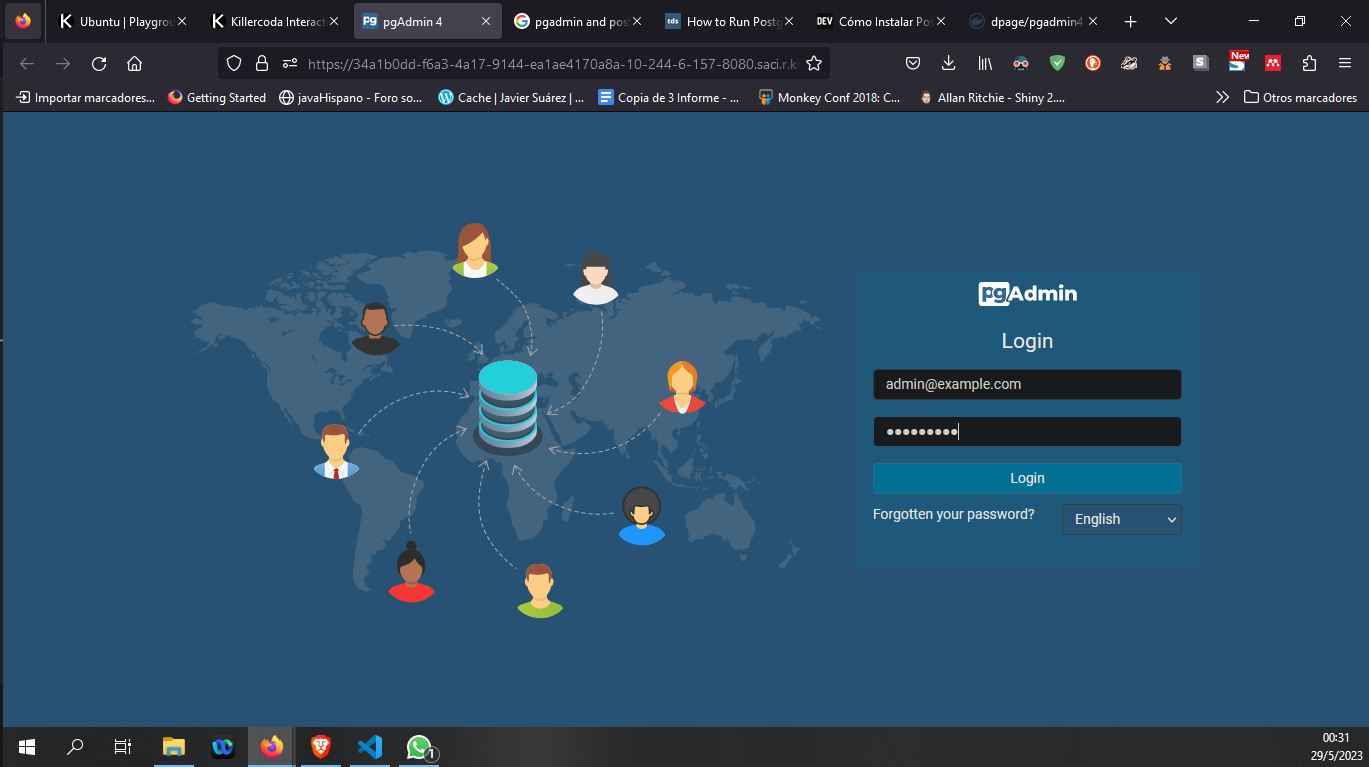 Ubuntu | Playgrou
Killercoda Interact
pgAdmin 4
pgadmin and pos
How to Run Postg
Cómo Instalar Pos
dpage/pgadmin4
https://34a1b0dd-f6a3-4a17-9144-ea1ae4170a8a-10-244-6-157-8080.saci.r.k
New
Importar marcadores...
Getting Started
javaHispano - Foro so...
Cache | Javier Suárez | ...
Copia de 3 Informe - ...
Monkey Conf 2018: C...
Allan Ritchie - Shiny 2....
Otros marcadores
pgAdmin
Login
admin@example.com
Login
Forgotten your password?
English
1
00:31
29/5/2023